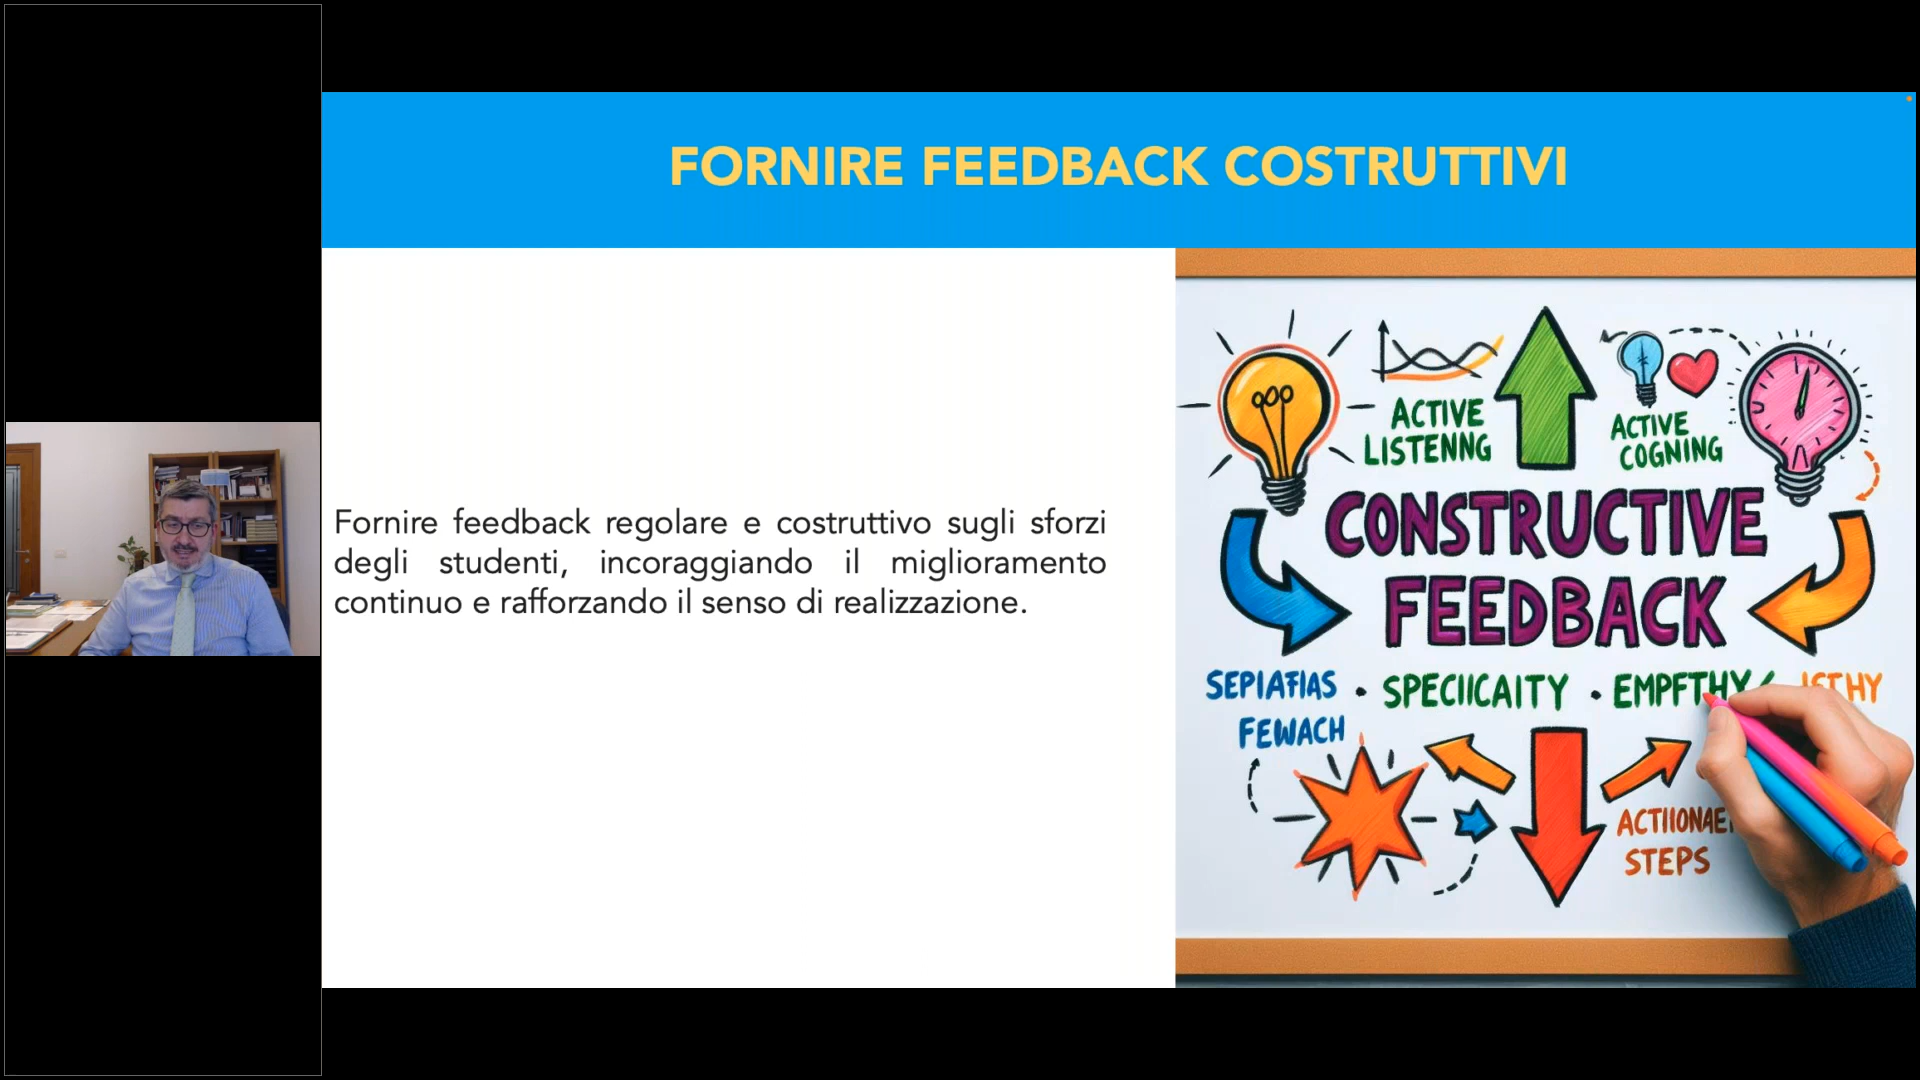 FORNIRE FEEDBACK COSTRUTTIVI
Fornire feedback regolare e costruttivo sugli sforzi
degli studenti, incoraggiando il miglioramento
continuo e rafforzando il senso di realizzazione.
ACTIVE
LISTENNG
ACTIVE
COGNING
CONSTRUCTIVE
FEEDBACK
SEPIAFIAS • SPECIICAITY • EMPFTHY
FEWACH
STEPS